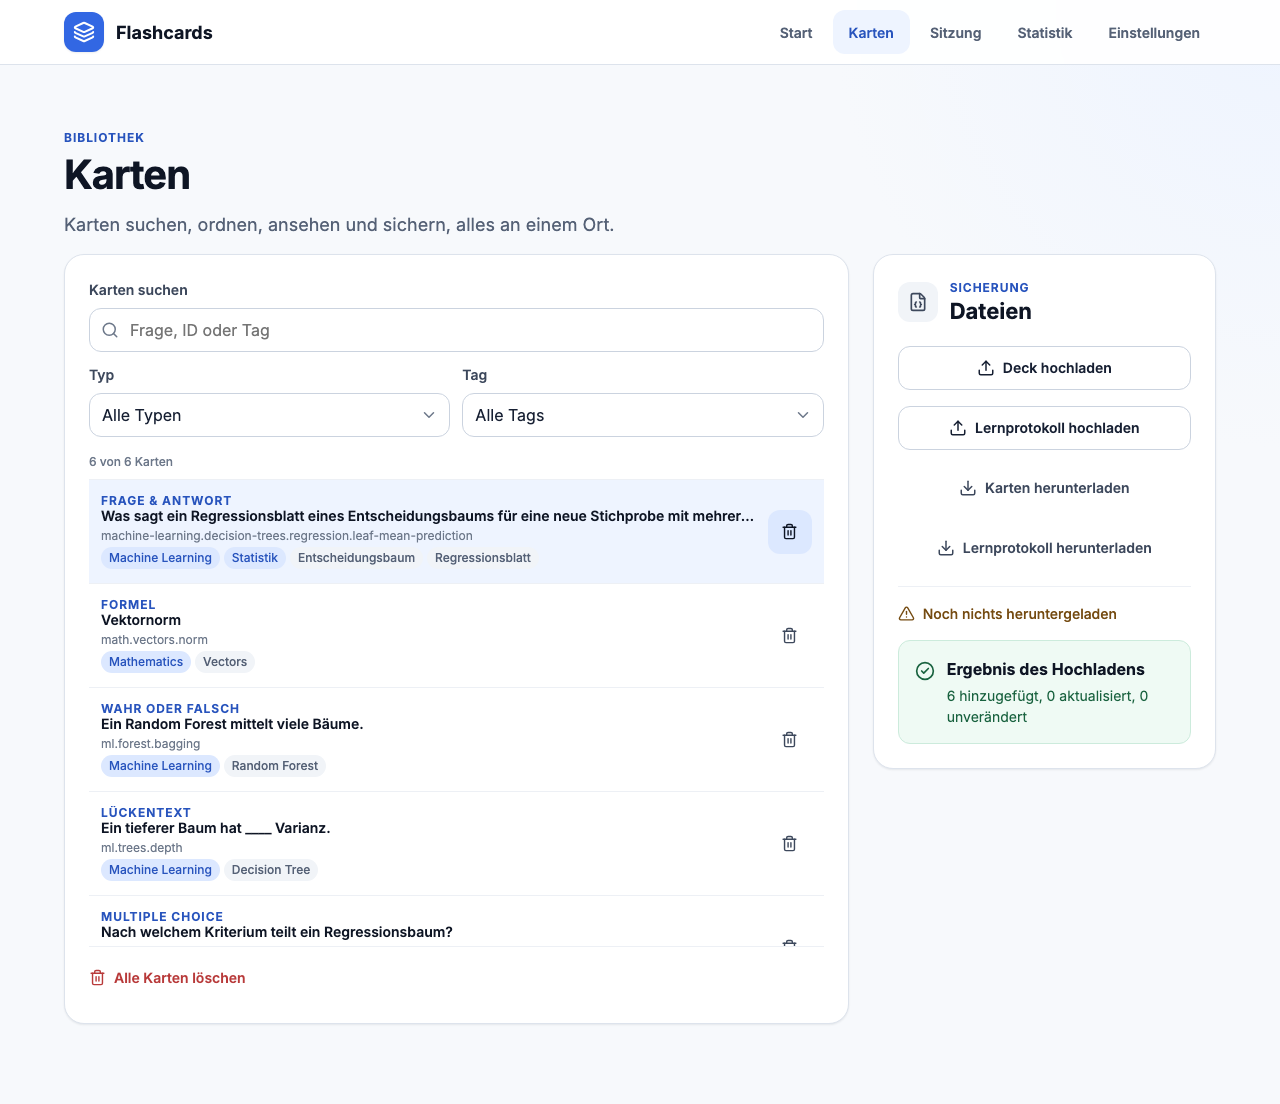 Flashcards
Start
Karten
Sitzung
Statistik
Einstellungen
BIBLIOTHEK
Karten
Karten suchen, ordnen, ansehen und sichern, alles an einem Ort.
Karten suchen
Frage, ID oder Tag
Typ
Tag
Alle Typen
Alle Tags
6 von 6 Karten
FRAGE & ANTWORT
Was sagt ein Regressionsblatt eines Entscheidungsbaums für eine neue Stichprobe mit mehrer...
machine-learning.decision-trees.regression.leaf-mean-prediction
Machine Learning Statistik Entscheidungsbaum Regressionsblatt
FORMEL
Vektornorm
math.vectors.norm
Mathematics Vectors
WAHR ODER FALSCH
Ein Random Forest mittelt viele Bäume.
ml.forest.bagging
Machine Learning Random Forest
LÜCKENTEXT
Ein tieferer Baum hat ____ Varianz.
ml.trees.depth
Machine Learning Decision Tree
MULTIPLE CHOICE
Nach welchem Kriterium teilt ein Regressionsbaum?
Alle Karten löschen
SICHERUNG
Dateien
Deck hochladen
Lernprotokoll hochladen
Karten herunterladen
Lernprotokoll herunterladen
Noch nichts heruntergeladen
Ergebnis des Hochladens
6 hinzugefügt, 0 aktualisiert, 0
unverändert